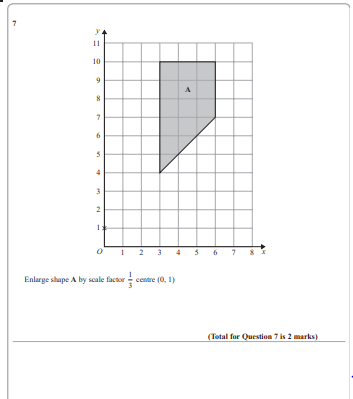 7
y
11
10
9
A
8
7
6
5
4
3
2
1
O 1 2 3 4 5 6 7 8 x
Enlarge shape A by scale factor 1/3 centre (0, 1)
(Total for Question 7 is 2 marks)